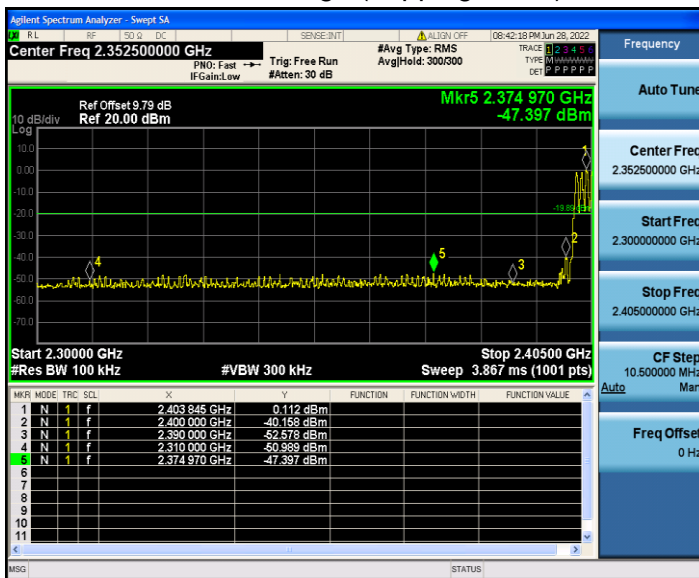 Agilent Spectrum Analyzer - Swept SA
RL RF 50 Ω DC SENSE:INT ALIGN OFF 08:42:18 PM Jun 28, 2022
Center Freq 2.352500000 GHz
PNO: Fast
IFGain:Low
Trig: Free Run
#Atten: 30 dB
#Avg Type: RMS
Avg|Hold: 300/300
TRACE 1 2 3 4 5 6
TYPE M
DET P P P P P P
Ref Offset 9.79 dB
10 dB/div Ref 20.00 dBm
Log
Mkr5 2.374 970 GHz
-47.397 dBm
10.0
0.00
-10.0
-20.0
-30.0
-40.0
-50.0
-60.0
-70.0
1
2
3
4
5
Start 2.30000 GHz Stop 2.40500 GHz
#Res BW 100 kHz #VBW 300 kHz Sweep 3.867 ms (1001 pts)
MKR MODE TRC SCL X Y FUNCTION FUNCTION WIDTH FUNCTION VALUE
1 N 1 f 2.403 845 GHz 0.112 dBm
2 N 1 f 2.400 000 GHz -40.158 dBm
3 N 1 f 2.390 000 GHz -52.578 dBm
4 N 1 f 2.310 000 GHz -50.989 dBm
5 N 1 f 2.374 970 GHz -47.397 dBm
6
7
8
9
10
11
MSG STATUS
Frequency
Auto Tune
Center Freq
2.352500000 GHz
Start Freq
2.300000000 GHz
Stop Freq
2.405000000 GHz
CF Step
10.500000 MHz
Auto Man
Freq Offset
0 Hz